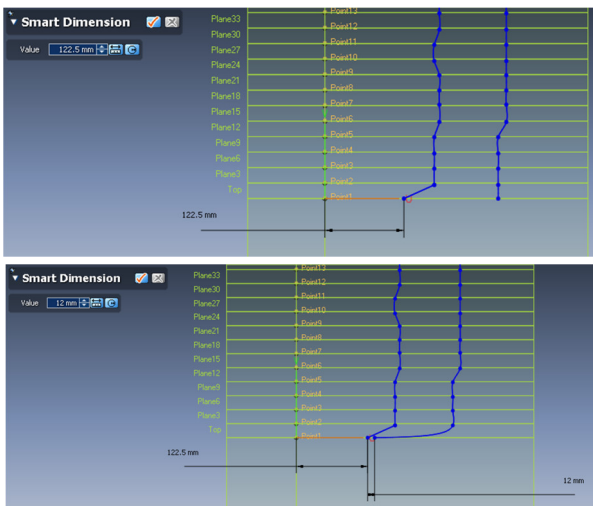 Smart Dimension
Value 122.5 mm
Plane33
Plane30
Plane27
Plane24
Plane21
Plane18
Plane15
Plane12
Plane9
Plane6
Plane3
Top
Point13
Point12
Point11
Point10
Point9
Point8
Point7
Point6
Point5
Point4
Point3
Point2
Point1
122.5 mm
Smart Dimension
Value 12 mm
Plane33
Plane30
Plane27
Plane24
Plane21
Plane18
Plane15
Plane12
Plane9
Plane6
Plane3
Top
Point13
Point12
Point11
Point10
Point9
Point8
Point7
Point6
Point5
Point4
Point3
Point2
Point1
122.5 mm
12 mm